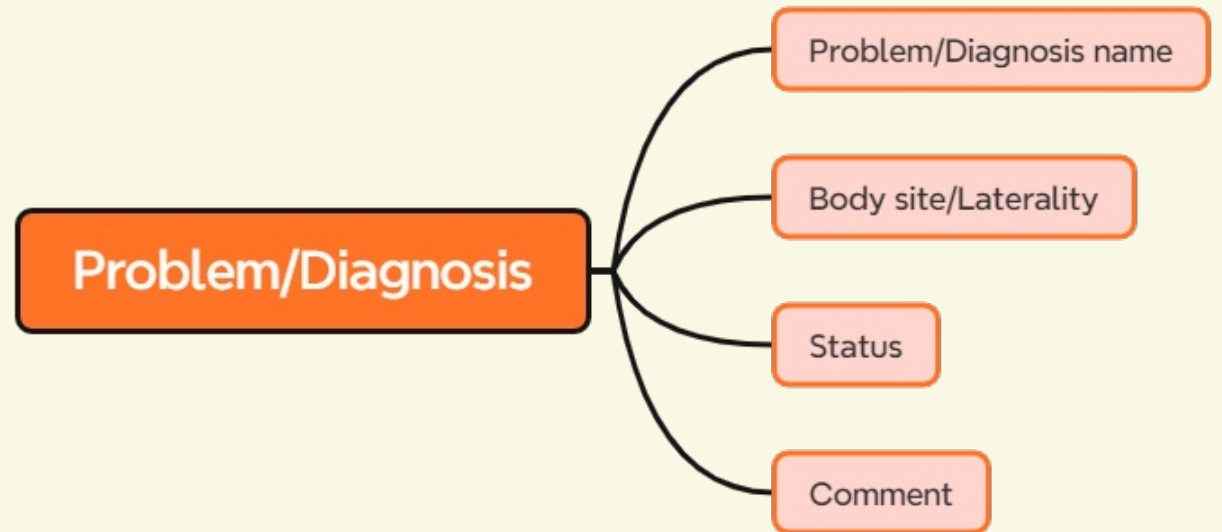 Problem/Diagnosis
Problem/Diagnosis name
Body site/Laterality
Status
Comment